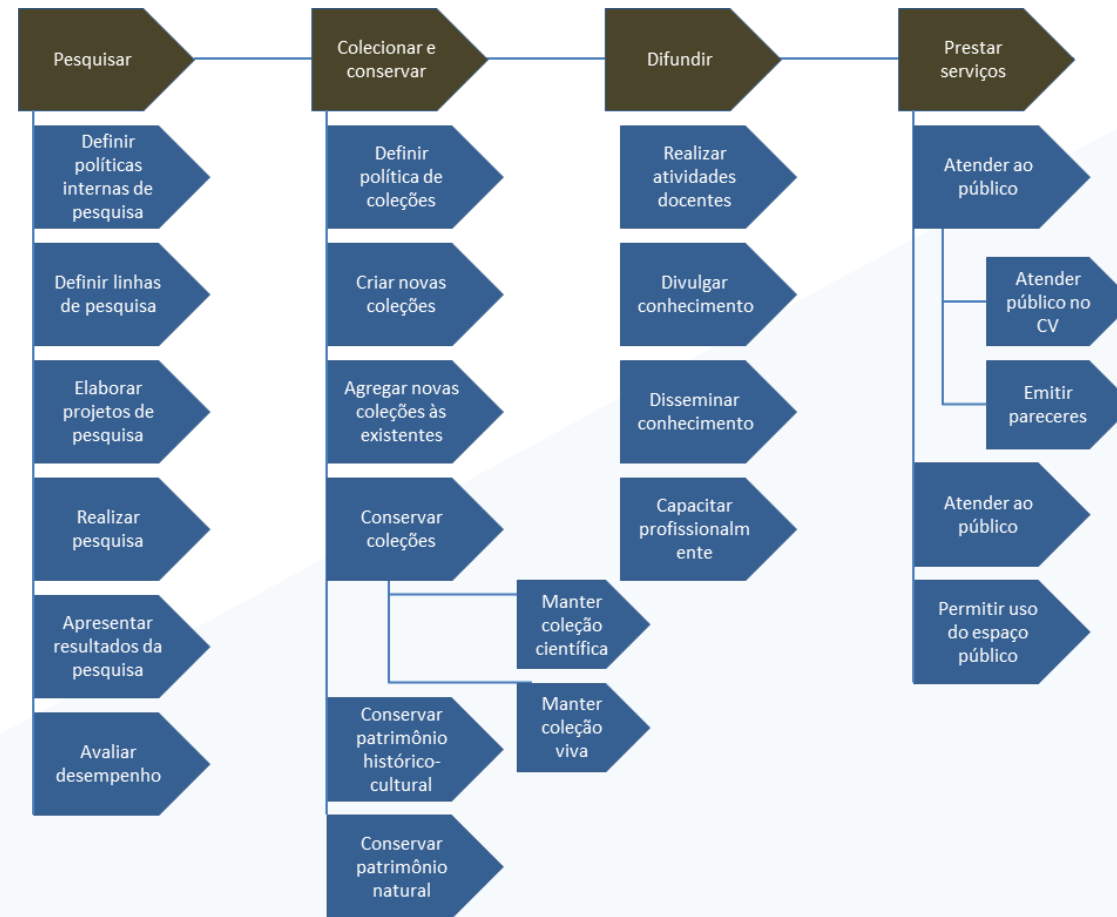 Pesquisar
Definir
políticas
internas de
pesquisa
Definir linhas
de pesquisa
Elaborar
projetos de
pesquisa
Realizar
pesquisa
Apresentar
resultados da
pesquisa
Avaliar
desempenho
Colecionar e
conservar
Definir
política de
coleções
Criar novas
coleções
Agregar novas
coleções às
existentes
Conservar
coleções
Manter
coleção
científica
Manter
coleção
viva
Conservar
patrimônio
histórico-
cultural
Conservar
patrimônio
natural
Difundir
Realizar
atividades
docentes
Divulgar
conhecimento
Disseminar
conhecimento
Capacitar
profissionalm
ente
Prestar
serviços
Atender ao
público
Atender
público no
CV
Emitir
pareceres
Atender ao
público
Permitir uso
do espaço
público